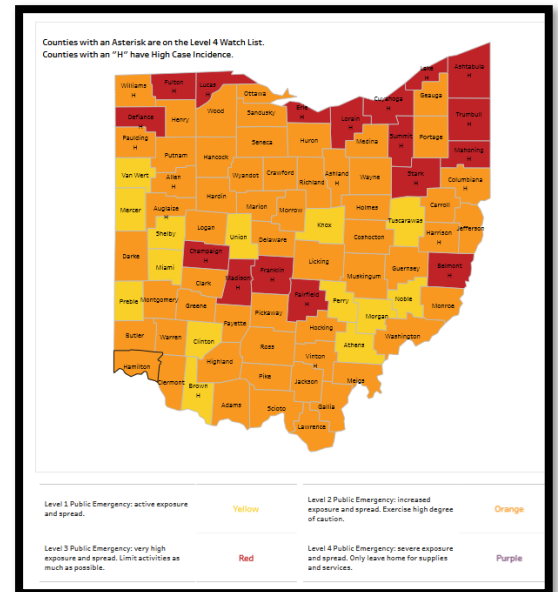 Counties with an Asterisk are on the Level 4 Watch List.
Counties with an "H" have High Case Incidence.
Williams
H
Fulton
H
Lucas
H
Ottawa
Lake
H
Ashtabula
H
Geauga
Cuyahoga
H
Defiance
H
Henry
Wood
Sandusky
Erie
H
Lorain
H
Trumbull
H
Paulding
H
Putnam
Hancock
Seneca
Huron
Medina
Summit
H
Portage
Mahoning
H
Van Wert
Allen
H
Wyandot
Crawford
Richland
Ashland
H
Wayne
Stark
H
Columbiana
H
Mercer
Auglaize
H
Hardin
Marion
Morrow
Holmes
Tuscarawas
Carroll
Shelby
Logan
Union
Delaware
Knox
Coshocton
Harrison
H
Jefferson
Darke
Miami
Champaign
H
Madison
H
Franklin
H
Licking
Muskingum
Guernsey
Belmont
H
Clark
Preble
Montgomery
Greene
Fairfield
H
Perry
Noble
Monroe
Pickaway
Morgan
Fayette
Butler
Warren
Clinton
Ross
Hocking
Athens
Washington
Hamilton
Clermont
Brown
H
Highland
Pike
Vinton
H
Jackson
Meigs
Adams
Scioto
Gallia
Lawrence
Level 1 Public Emergency: active exposure
and spread.
Yellow
Level 2 Public Emergency: increased
exposure and spread. Exercise high degree
of caution.
Orange
Level 3 Public Emergency: very high
exposure and spread. Limit activities as
much as possible.
Red
Level 4 Public Emergency: severe exposure
and spread. Only leave home for supplies
and services.
Purple